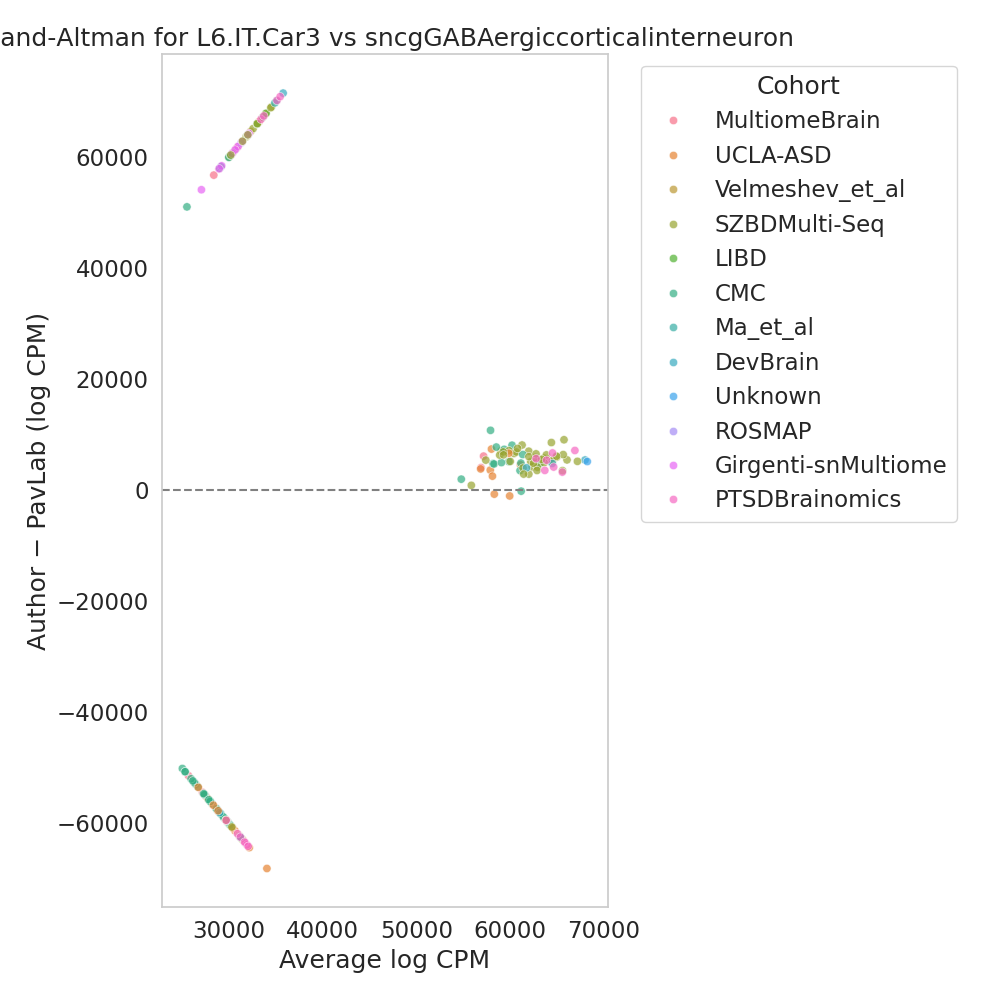 and-Altman for L6.IT.Car3 vs sncgGABAergiccorticalinterneuron
Author − PavLab (log CPM)
60000
40000
20000
0
−20000
−40000
−60000
30000 40000 50000 60000 70000
Average log CPM
Cohort
MultiomeBrain
UCLA-ASD
Velmeshev_et_al
SZBDMulti-Seq
LIBD
CMC
Ma_et_al
DevBrain
Unknown
ROSMAP
Girgenti-snMultiome
PTSDBrainomics